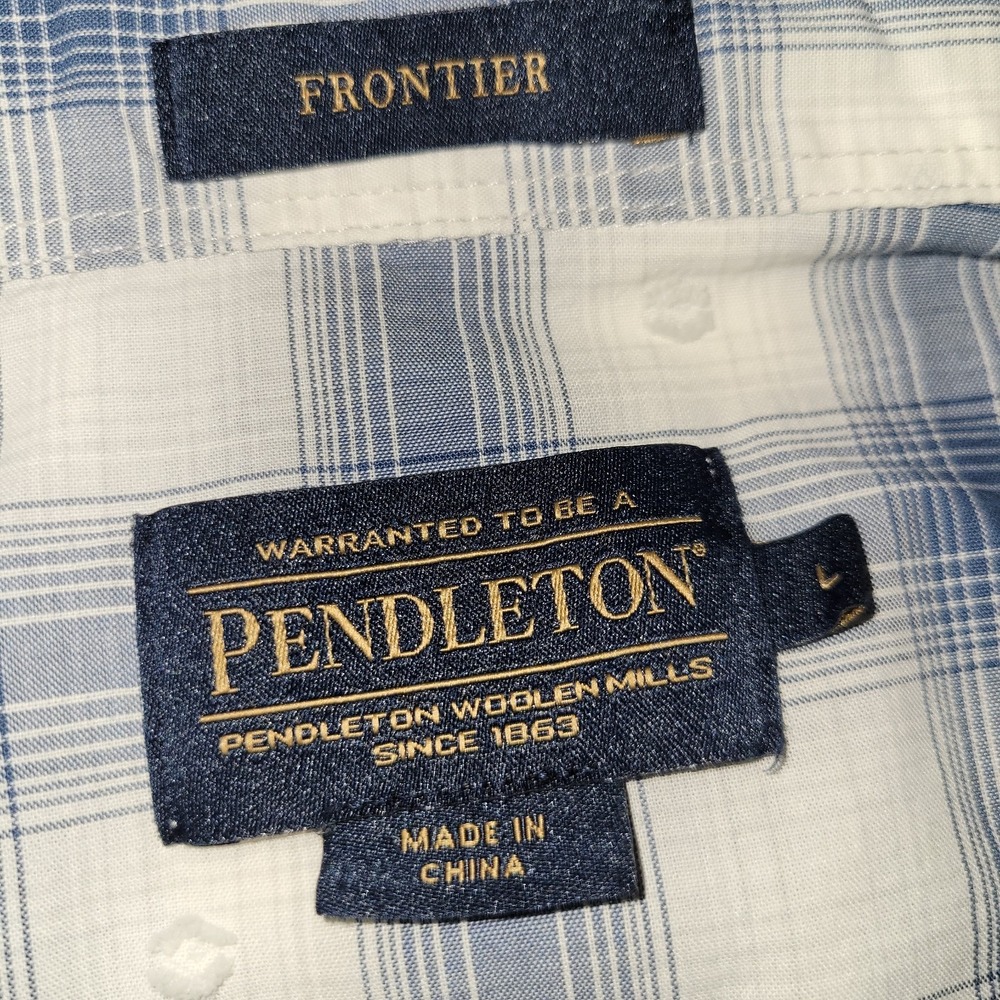 FRONTIER
WARRANTED TO BE A
PENDLETON®
L
PENDLETON WOOLEN MILLS
SINCE 1863
MADE IN
CHINA